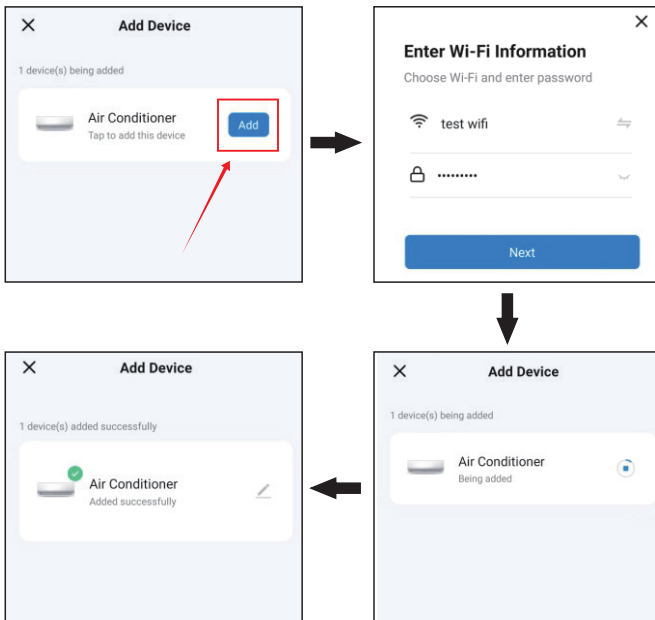 Add Device
1 device(s) being added
Air Conditioner
Tap to add this device
Add
Enter Wi-Fi Information
Choose Wi-Fi and enter password
test wifi
•••••••••
Next
Add Device
1 device(s) being added
Air Conditioner
Being added
Add Device
1 device(s) added successfully
Air Conditioner
Added successfully